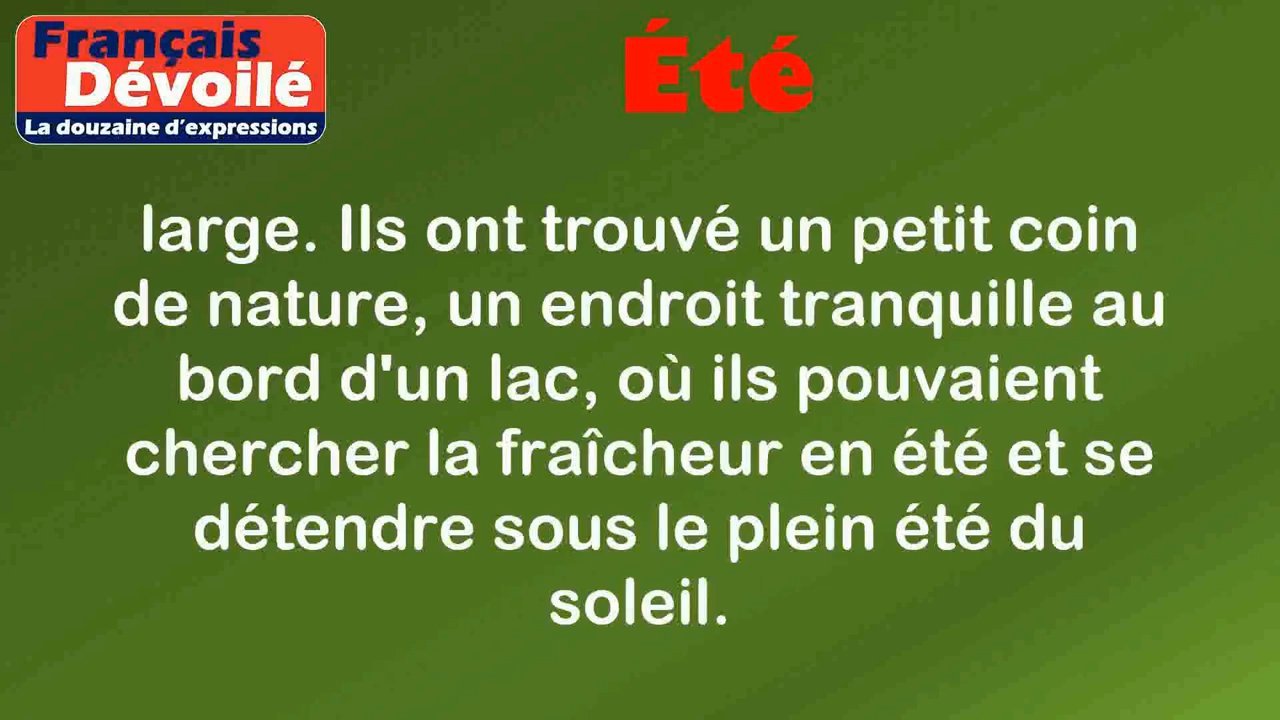 Français
Dévoilé
La douzaine d'expressions
Été
large. Ils ont trouvé un petit coin
de nature, un endroit tranquille au
bord d'un lac, où ils pouvaient
chercher la fraîcheur en été et se
détendre sous le plein été du
soleil.